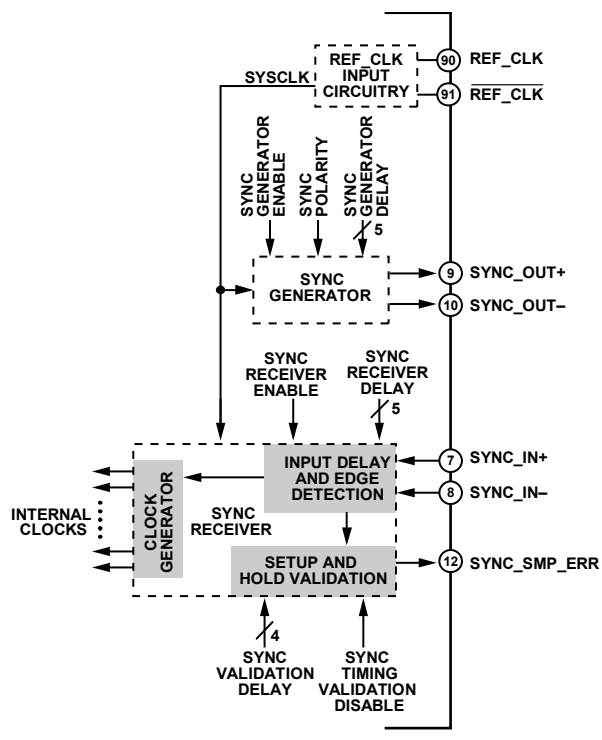 SYSCLK
REF_CLK
INPUT
CIRCUITRY
90 REF_CLK
91 REF_CLK
SYNC
GENERATOR
ENABLE
SYNC
POLARITY
SYNC
GENERATOR
DELAY
5
SYNC
GENERATOR
9 SYNC_OUT+
10 SYNC_OUT–
SYNC
RECEIVER
ENABLE
SYNC
RECEIVER
DELAY
5
INPUT DELAY
AND EDGE
DETECTION
7 SYNC_IN+
8 SYNC_IN–
INTERNAL
CLOCKS
CLOCK
GENERATOR
SYNC
RECEIVER
SETUP AND
HOLD VALIDATION
12 SYNC_SMP_ERR
4
SYNC
VALIDATION
DELAY
SYNC
TIMING
VALIDATION
DISABLE